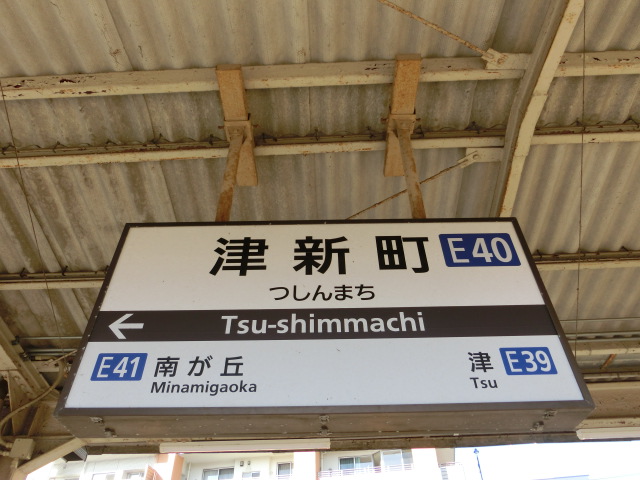 津新町 E40
つしんまち
← Tsu-shimmachi
E41 南が丘 津 E39
Minamigaoka Tsu